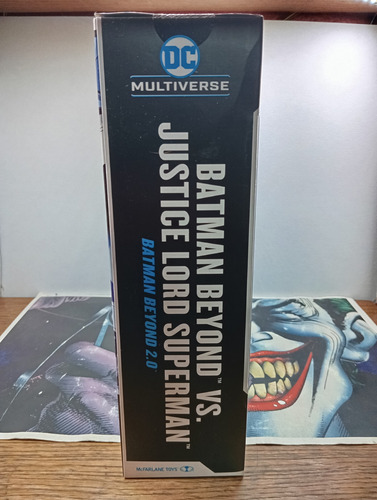 DC
MULTIVERSE
BATMAN BEYOND™ VS.
JUSTICE LORD SUPERMAN™
BATMAN BEYOND 2.0
McFARLANE TOYS